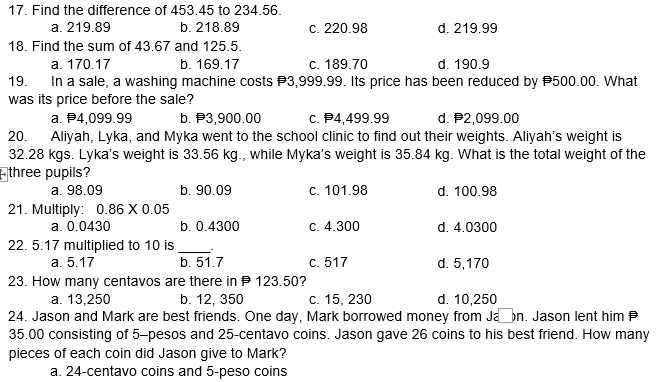 17. Find the difference of 453.45 to 234.56.
a. 219.89 b. 218.89 c. 220.98 d. 219.99
18. Find the sum of 43.67 and 125.5.
a. 170.17 b. 169.17 c. 189.70 d. 190.9
19. In a sale, a washing machine costs ₱3,999.99. Its price has been reduced by ₱500.00. What
was its price before the sale?
a. ₱4,099.99 b. ₱3,900.00 c. ₱4,499.99 d. ₱2,099.00
20. Aliyah, Lyka, and Myka went to the school clinic to find out their weights. Aliyah's weight is
32.28 kgs. Lyka's weight is 33.56 kg., while Myka's weight is 35.84 kg. What is the total weight of the
three pupils?
a. 98.09 b. 90.09 c. 101.98 d. 100.98
21. Multiply: 0.86 X 0.05
a. 0.0430 b. 0.4300 c. 4.300 d. 4.0300
22. 5.17 multiplied to 10 is ____.
a. 5.17 b. 51.7 c. 517 d. 5,170
23. How many centavos are there in ₱ 123.50?
a. 13,250 b. 12, 350 c. 15, 230 d. 10,250
24. Jason and Mark are best friends. One day, Mark borrowed money from Jason. Jason lent him ₱
35.00 consisting of 5–pesos and 25-centavo coins. Jason gave 26 coins to his best friend. How many
pieces of each coin did Jason give to Mark?
a. 24-centavo coins and 5-peso coins